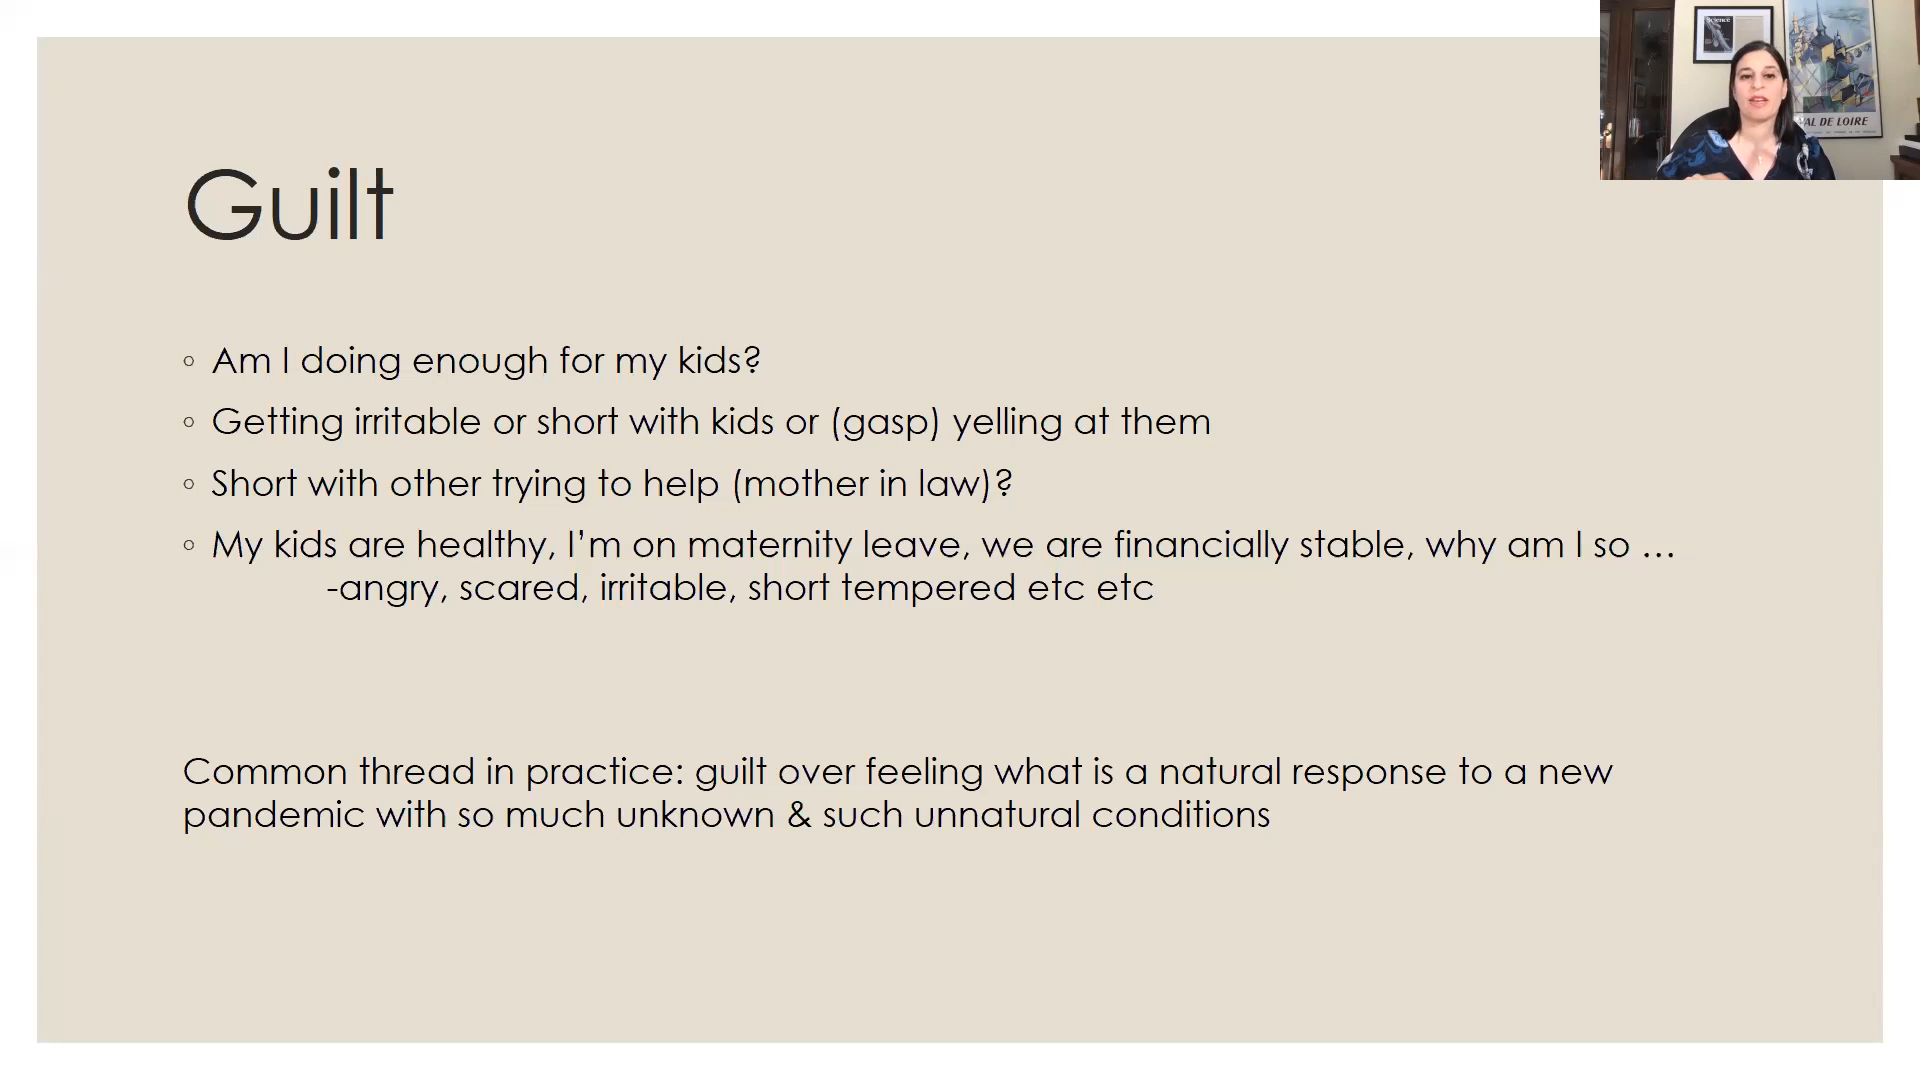 Science
VAL DE LOIRE
Guilt
◦ Am I doing enough for my kids?
◦ Getting irritable or short with kids or (gasp) yelling at them
◦ Short with other trying to help (mother in law)?
◦ My kids are healthy, I’m on maternity leave, we are financially stable, why am I so …
-angry, scared, irritable, short tempered etc etc
Common thread in practice: guilt over feeling what is a natural response to a new
pandemic with so much unknown & such unnatural conditions